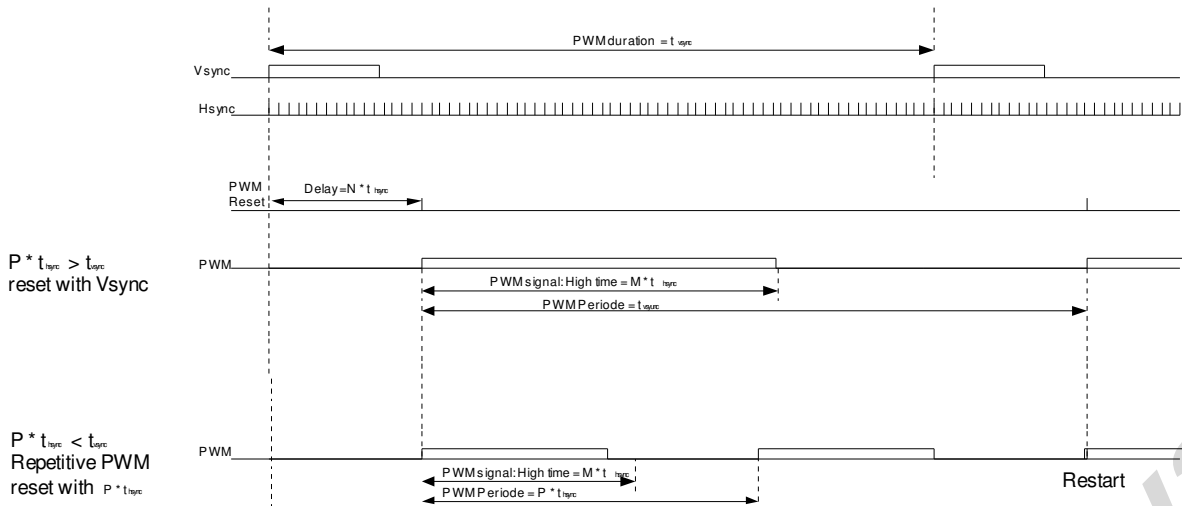 PWM duration = t vsync
Vsync
Hsync
PWM
Reset
Delay=N * t hsync
P * t hsync > t vsync
reset with Vsync
PWM
PWM signal: High time = M * t hsync
PWM Periode = t vsyunc
P * t hsync < t vsync
Repetitive PWM
reset with P * t hsync
PWM
PWM signal: High time = M * t hsync
PWM Periode = P * t hsync
Restart